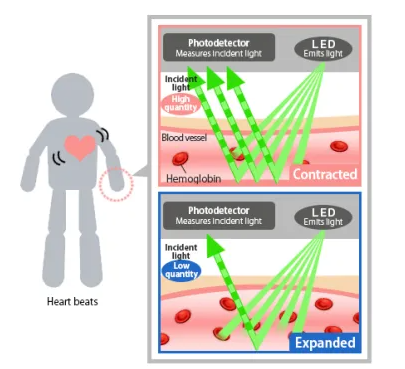 Photodetector
Measures incident light
LED
Emits light
Incident
light
High
quantity
Blood vessel
Hemoglobin
Contracted
Photodetector
Measures incident light
LED
Emits light
Incident
light
Low
quantity
Expanded
Heart beats